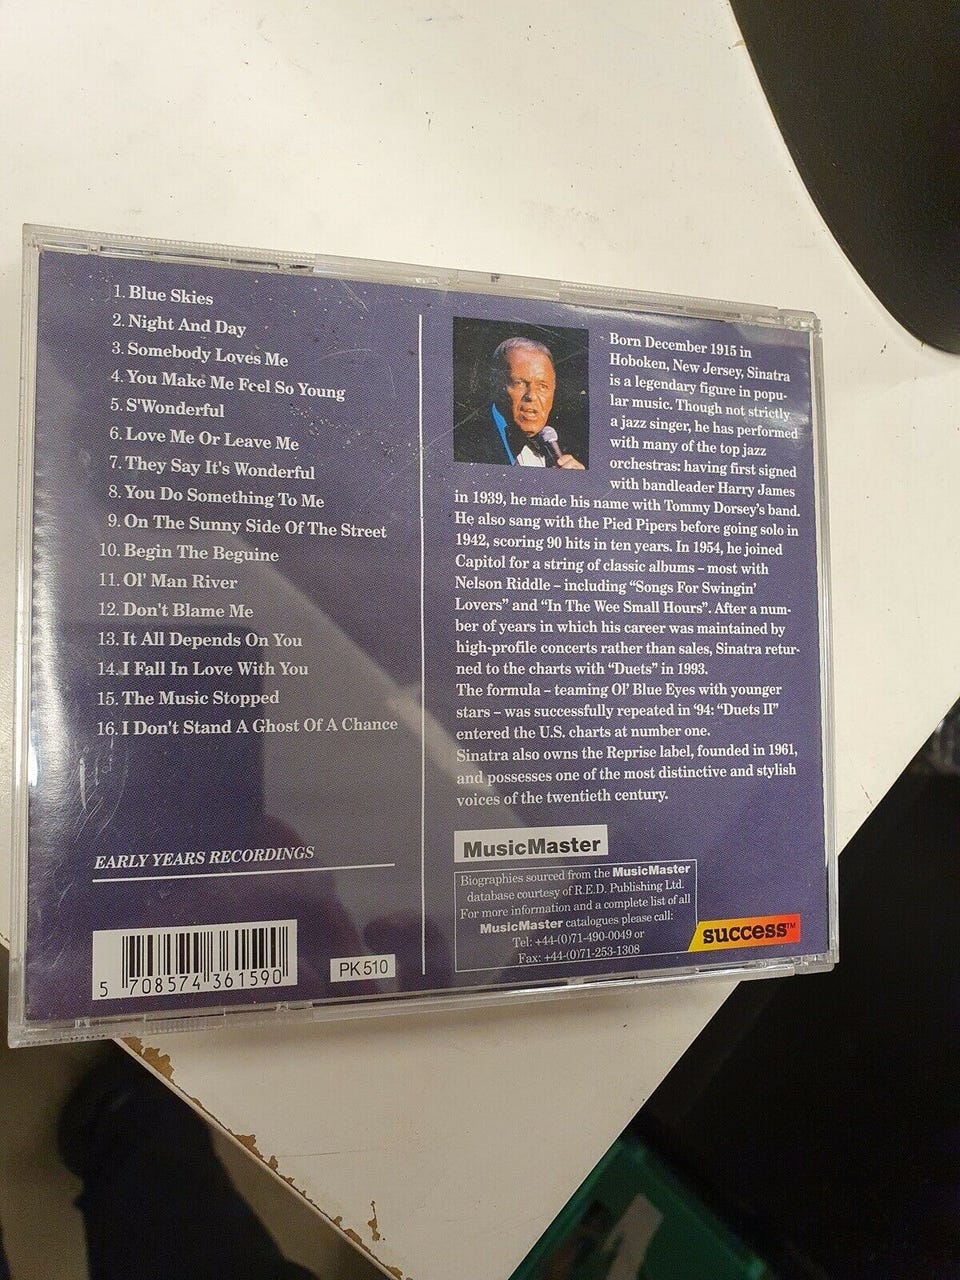 1. Blue Skies
2. Night And Day
3. Somebody Loves Me
4. You Make Me Feel So Young
5. S'Wonderful
6. Love Me Or Leave Me
7. They Say It's Wonderful
8. You Do Something To Me
9. On The Sunny Side Of The Street
10. Begin The Beguine
11. Ol' Man River
12. Don't Blame Me
13. It All Depends On You
14. I Fall In Love With You
15. The Music Stopped
16. I Don't Stand A Ghost Of A Chance
EARLY YEARS RECORDINGS
5 708574 361590
PK 510
Born December 1915 in
Hoboken, New Jersey, Sinatra
is a legendary figure in popu-
lar music. Though not strictly
a jazz singer, he has performed
with many of the top jazz
orchestras: having first signed
with bandleader Harry James
in 1939, he made his name with Tommy Dorsey's band.
He also sang with the Pied Pipers before going solo in
1942, scoring 90 hits in ten years. In 1954, he joined
Capitol for a string of classic albums – most with
Nelson Riddle – including “Songs For Swingin'
Lovers” and “In The Wee Small Hours”. After a num-
ber of years in which his career was maintained by
high-profile concerts rather than sales, Sinatra retur-
ned to the charts with “Duets” in 1993.
The formula – teaming Ol' Blue Eyes with younger
stars – was successfully repeated in '94: “Duets II”
entered the U.S. charts at number one.
Sinatra also owns the Reprise label, founded in 1961,
and possesses one of the most distinctive and stylish
voices of the twentieth century.
MusicMaster
Biographies sourced from the MusicMaster
database courtesy of R.E.D. Publishing Ltd.
For more information and a complete list of all
MusicMaster catalogues please call:
Tel: +44-(0)71-490-0049 or
Fax: +44-(0)71-253-1308
success™